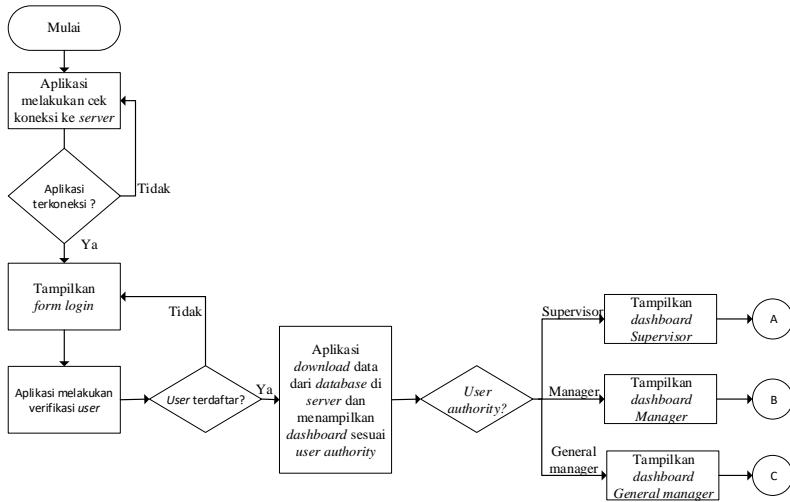 Mulai
Aplikasi
melakukan cek
koneksi ke server
Aplikasi
terkoneksi ?
Tidak
Ya
Tampilkan
form login
Tidak
Aplikasi melakukan
verifikasi user
User terdaftar?
Ya
Aplikasi
download data
dari database di
server dan
menampilkan
dashboard sesuai
user authority
User
authority?
Supervisor
Tampilkan
dashboard
Supervisor
A
Manager
Tampilkan
dashboard
Manager
B
General
manager
Tampilkan
dashboard
General manager
C